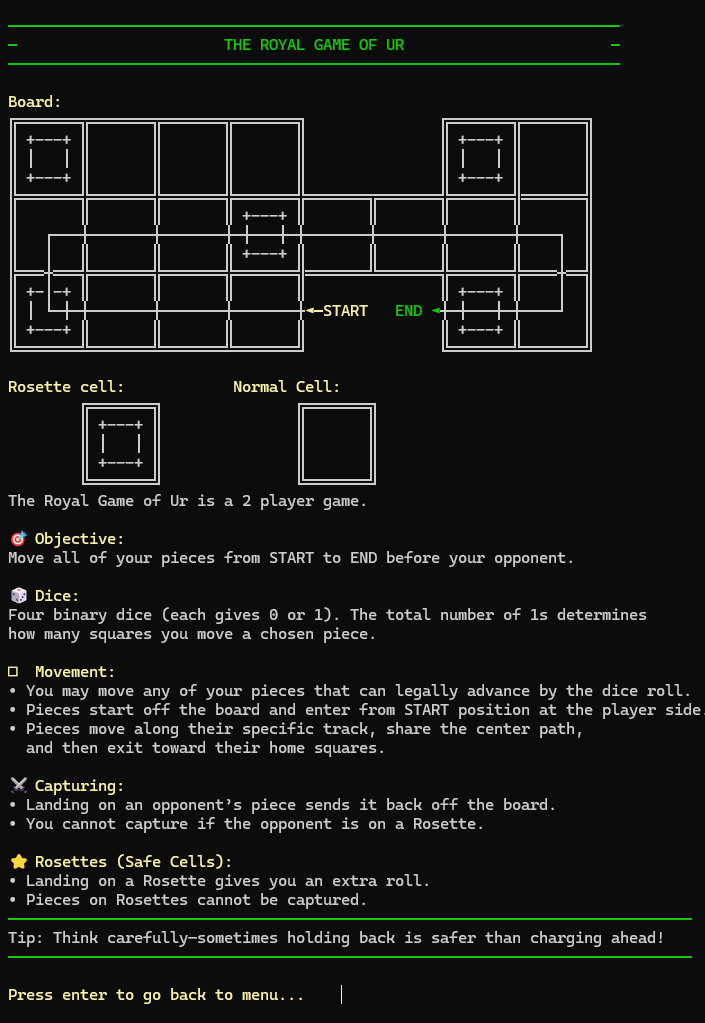 THE ROYAL GAME OF UR
Board:
START END
Rosette cell: Normal Cell:
The Royal Game of Ur is a 2 player game.
🎯 Objective:
Move all of your pieces from START to END before your opponent.
🎲 Dice:
Four binary dice (each gives 0 or 1). The total number of 1s determines
how many squares you move a chosen piece.
Movement:
• You may move any of your pieces that can legally advance by the dice roll.
• Pieces start off the board and enter from START position at the player side.
• Pieces move along their specific track, share the center path,
and then exit toward their home squares.
⚔️ Capturing:
• Landing on an opponent’s piece sends it back off the board.
• You cannot capture if the opponent is on a Rosette.
⭐ Rosettes (Safe Cells):
• Landing on a Rosette gives you an extra roll.
• Pieces on Rosettes cannot be captured.
Tip: Think carefully—sometimes holding back is safer than charging ahead!
Press enter to go back to menu...